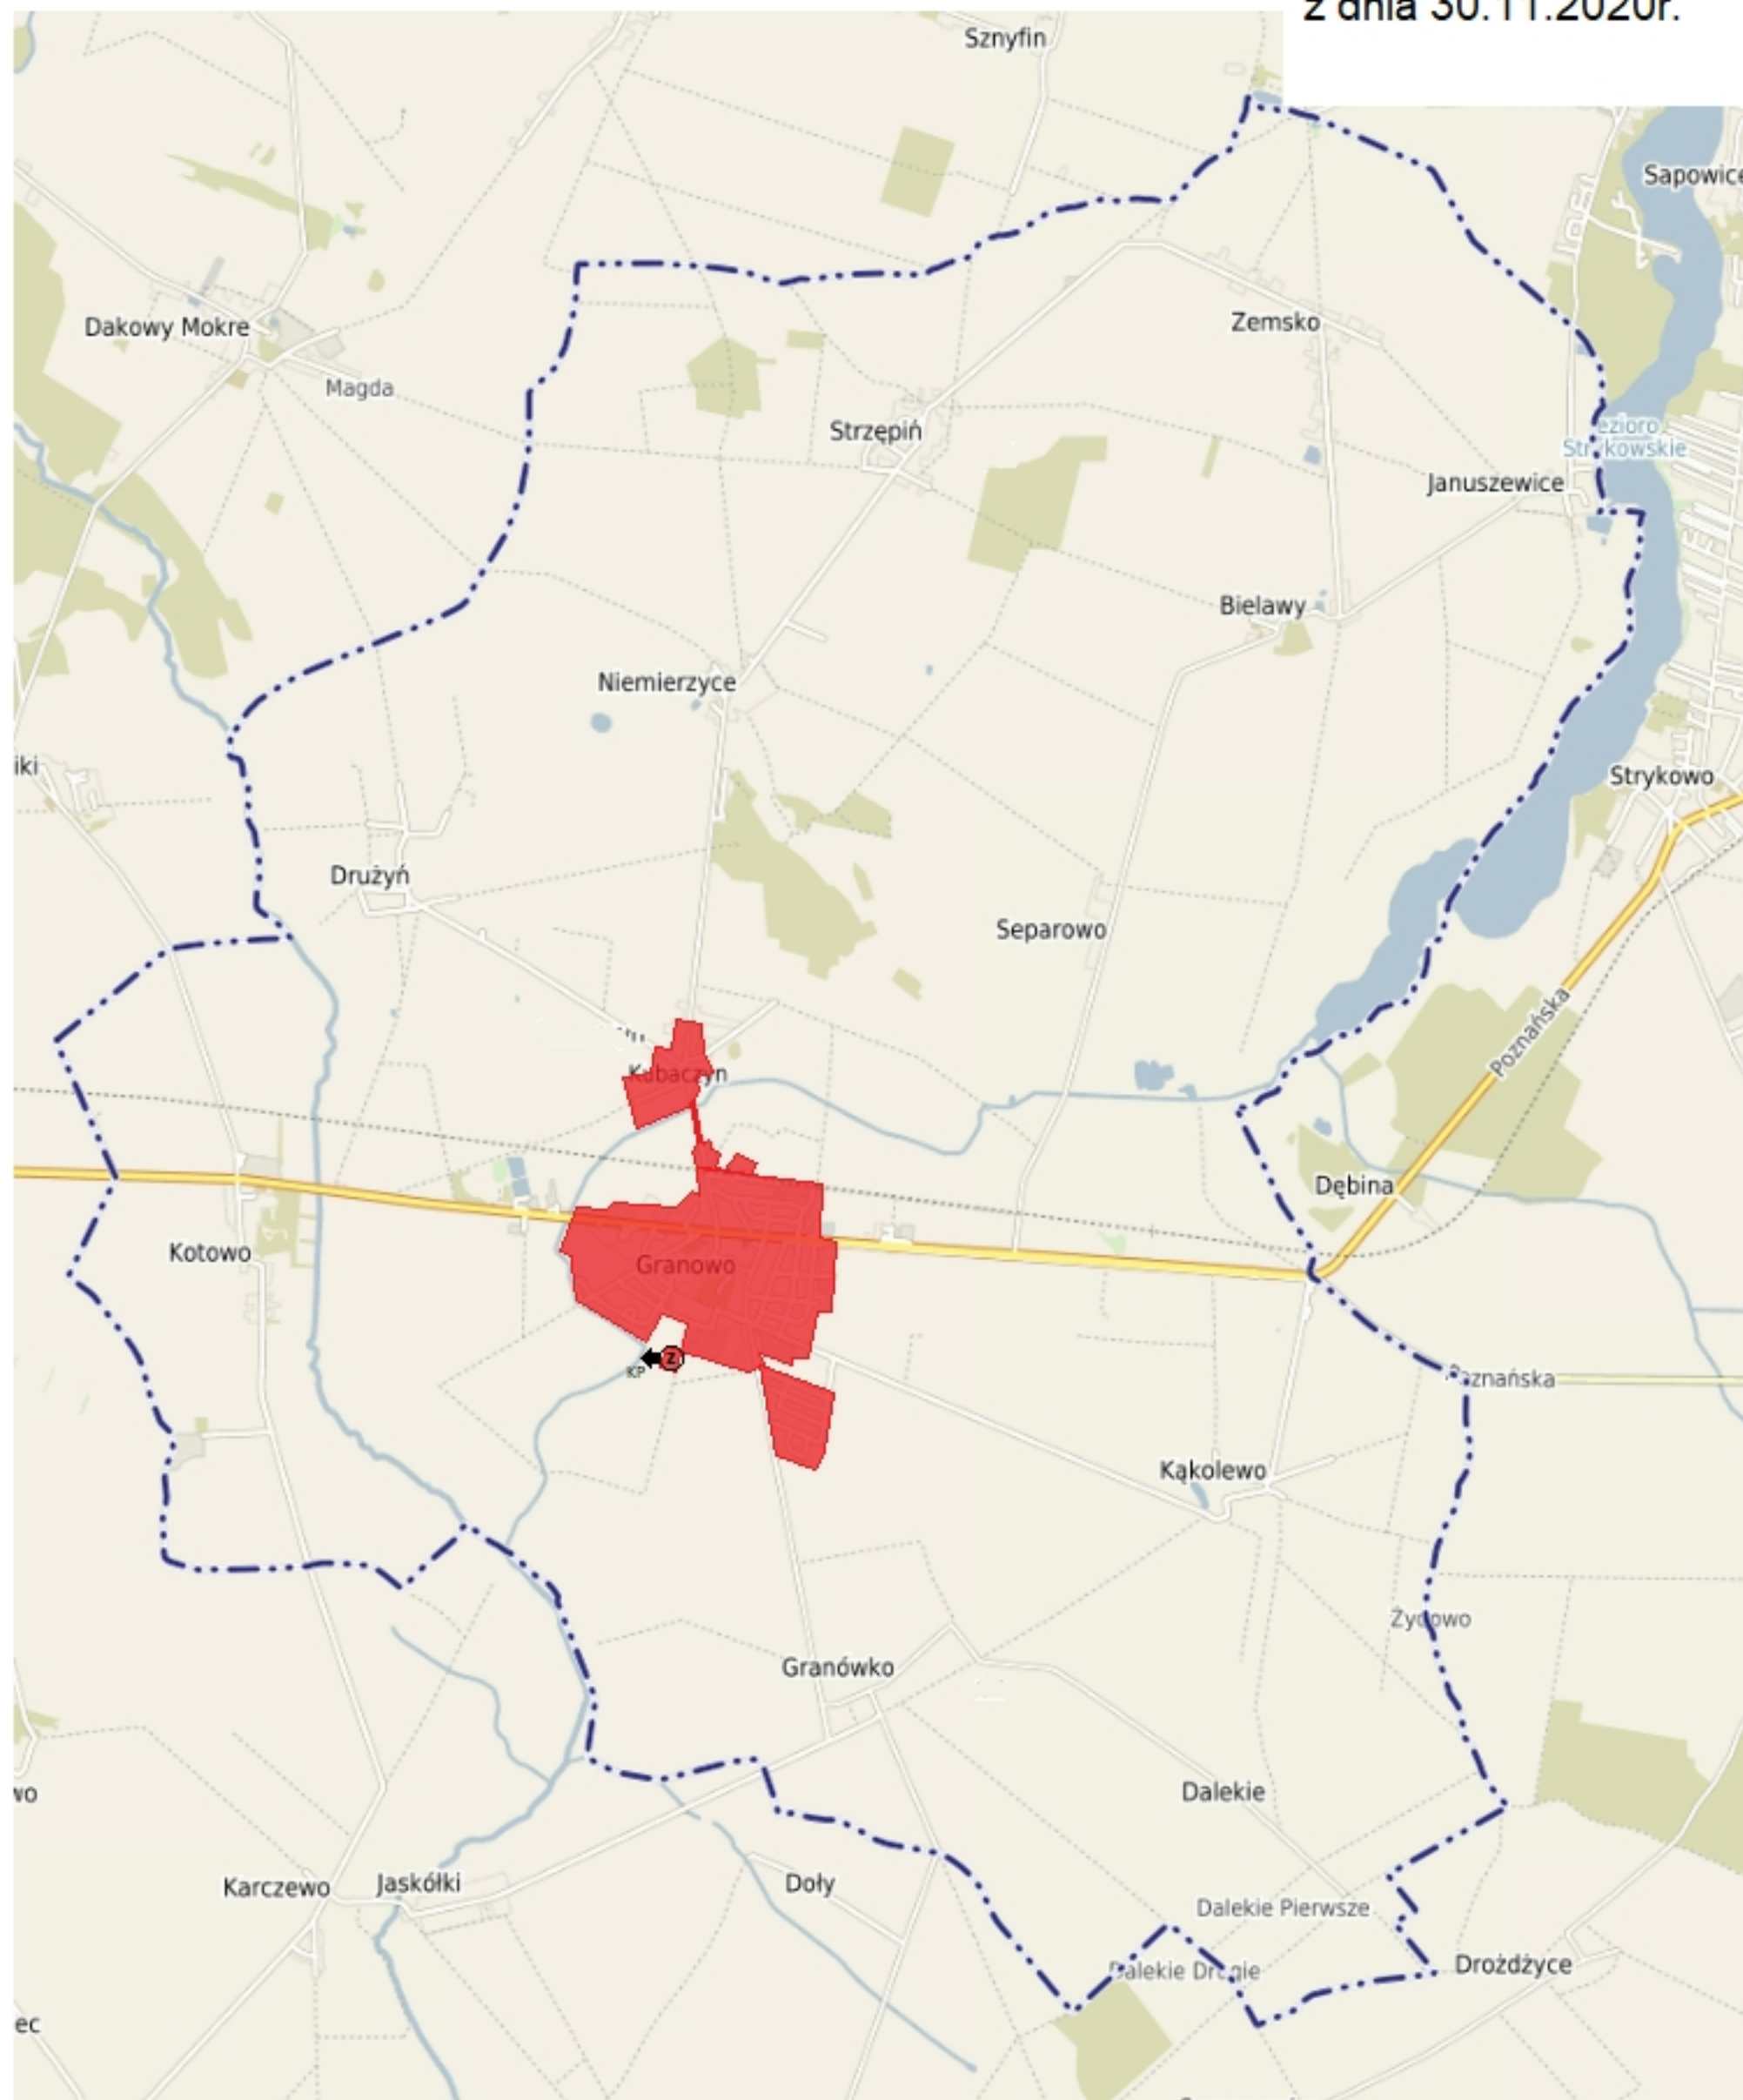 z dnia 30.11.2020r.
Sznyfin
Sapowice
Dakowy Mokre
Zemsko
Magda
Strzępiń
ezioro
Strykowskie
Januszewice
Bielawy
Niemierzyce
iki
Strykowo
Drużyń
Separowo
Poznańska
Kubaczyn
Dębina
Kotowo
Granowo
Z
KP
Poznańska
Kąkolewo
Żydowo
Granówko
wo
Dalekie
Karczewo
Jaskółki
Doły
Dalekie Pierwsze
Drożdżyce
Dalekie Drugie
ec